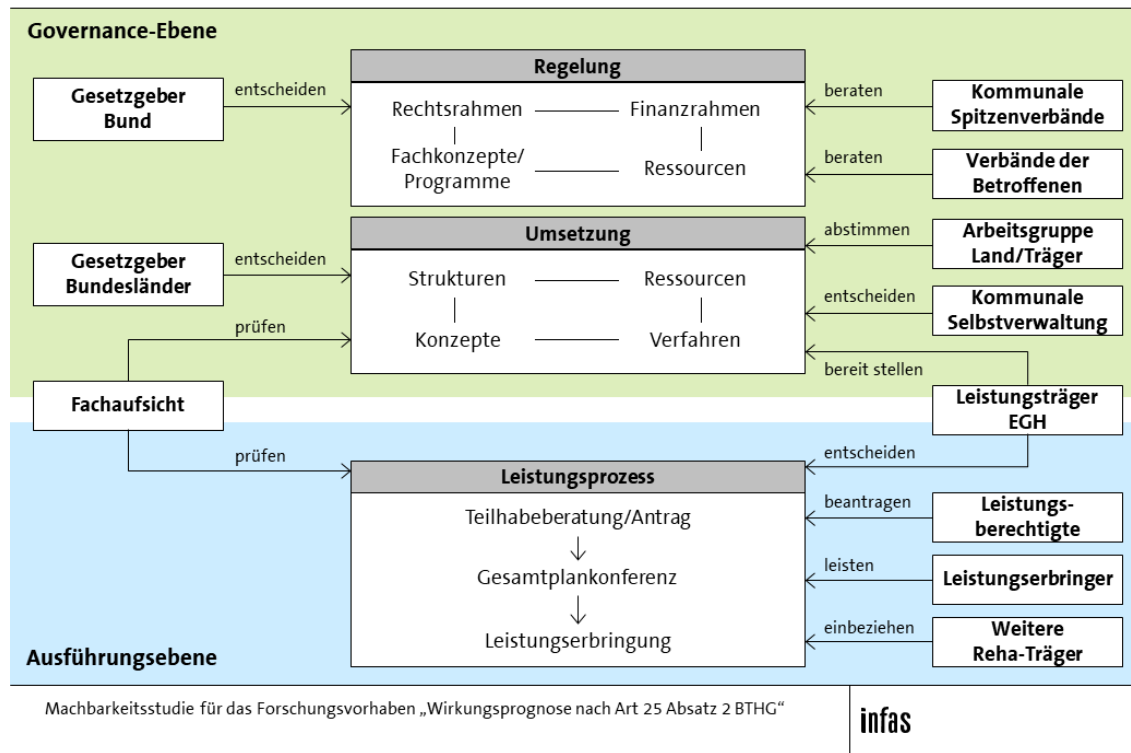 Governance-Ebene
Regelung
Gesetzgeber
Bund
entscheiden
Rechtsrahmen
Finanzrahmen
Fachkonzepte/
Programme
Ressourcen
beraten
Kommunale
Spitzenverbände
beraten
Verbände der
Betroffenen
Umsetzung
Gesetzgeber
Bundesländer
entscheiden
Strukturen
Ressourcen
Konzepte
Verfahren
abstimmen
Arbeitsgruppe
Land/Träger
entscheiden
Kommunale
Selbstverwaltung
prüfen
bereit stellen
Fachaufsicht
Leistungsträger
EGH
prüfen
entscheiden
Leistungsprozess
Teilhabeberatung/Antrag
Gesamtplankonferenz
Leistungserbringung
beantragen
Leistungs-
berechtigte
leisten
Leistungserbringer
einbeziehen
Weitere
Reha-Träger
Ausführungsebene
Machbarkeitsstudie für das Forschungsvorhaben „Wirkungsprognose nach Art 25 Absatz 2 BTHG“
infas